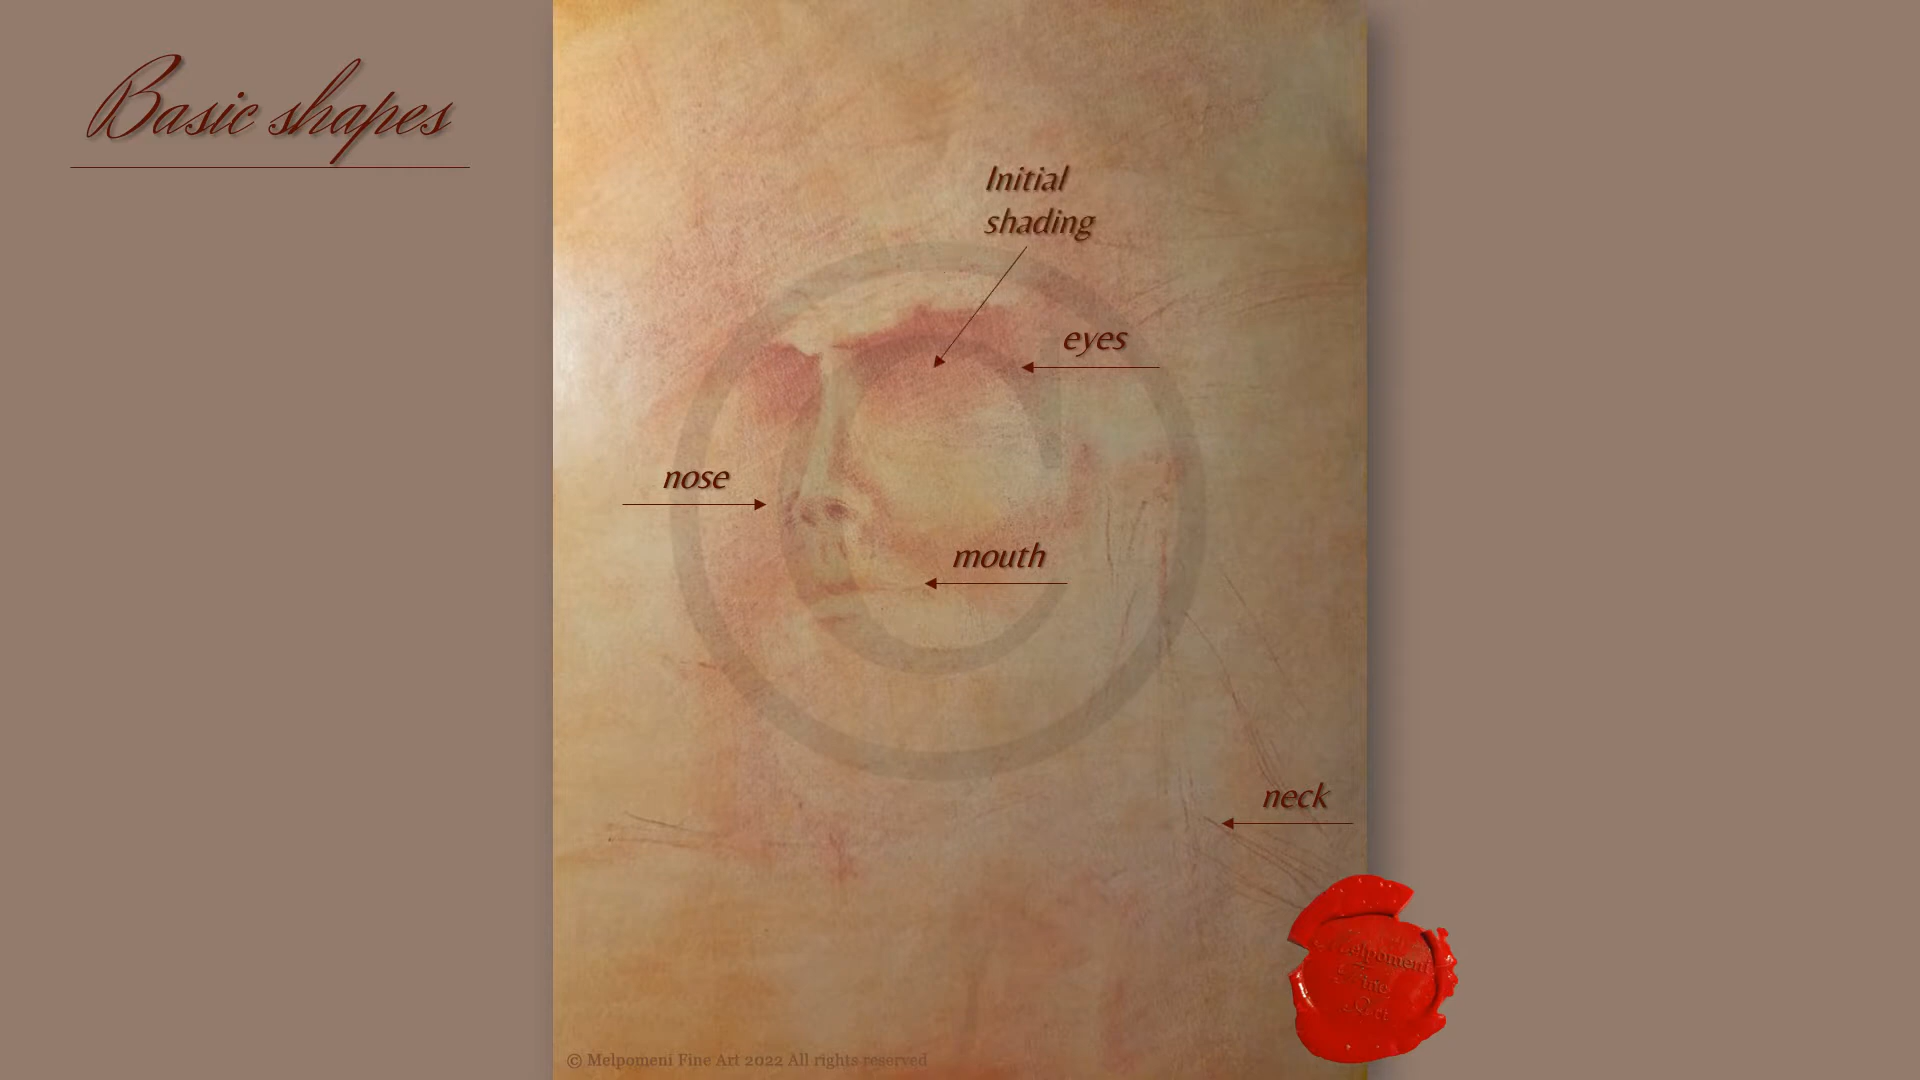 Basic shapes
Initial
shading
eyes
nose
mouth
neck
Melpomeni
Fine
Art
© Melpomeni Fine Art 2022 All rights reserved